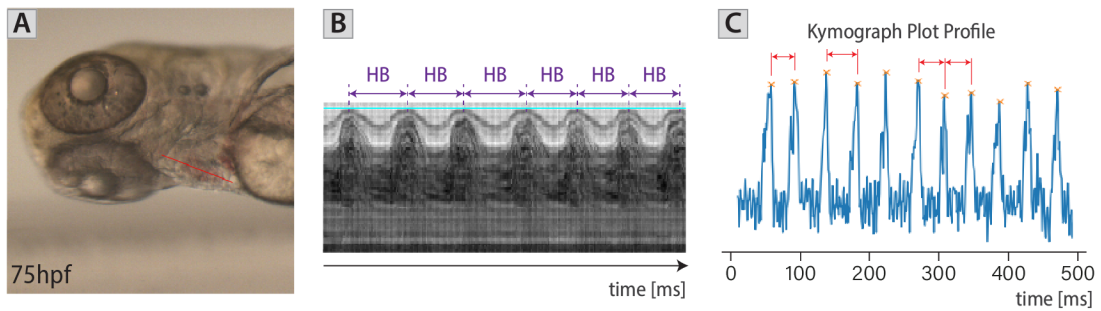 A
75hpf
B
HB HB HB HB HB HB
time [ms]
C
Kymograph Plot Profile
0 100 200 300 400 500
time [ms]